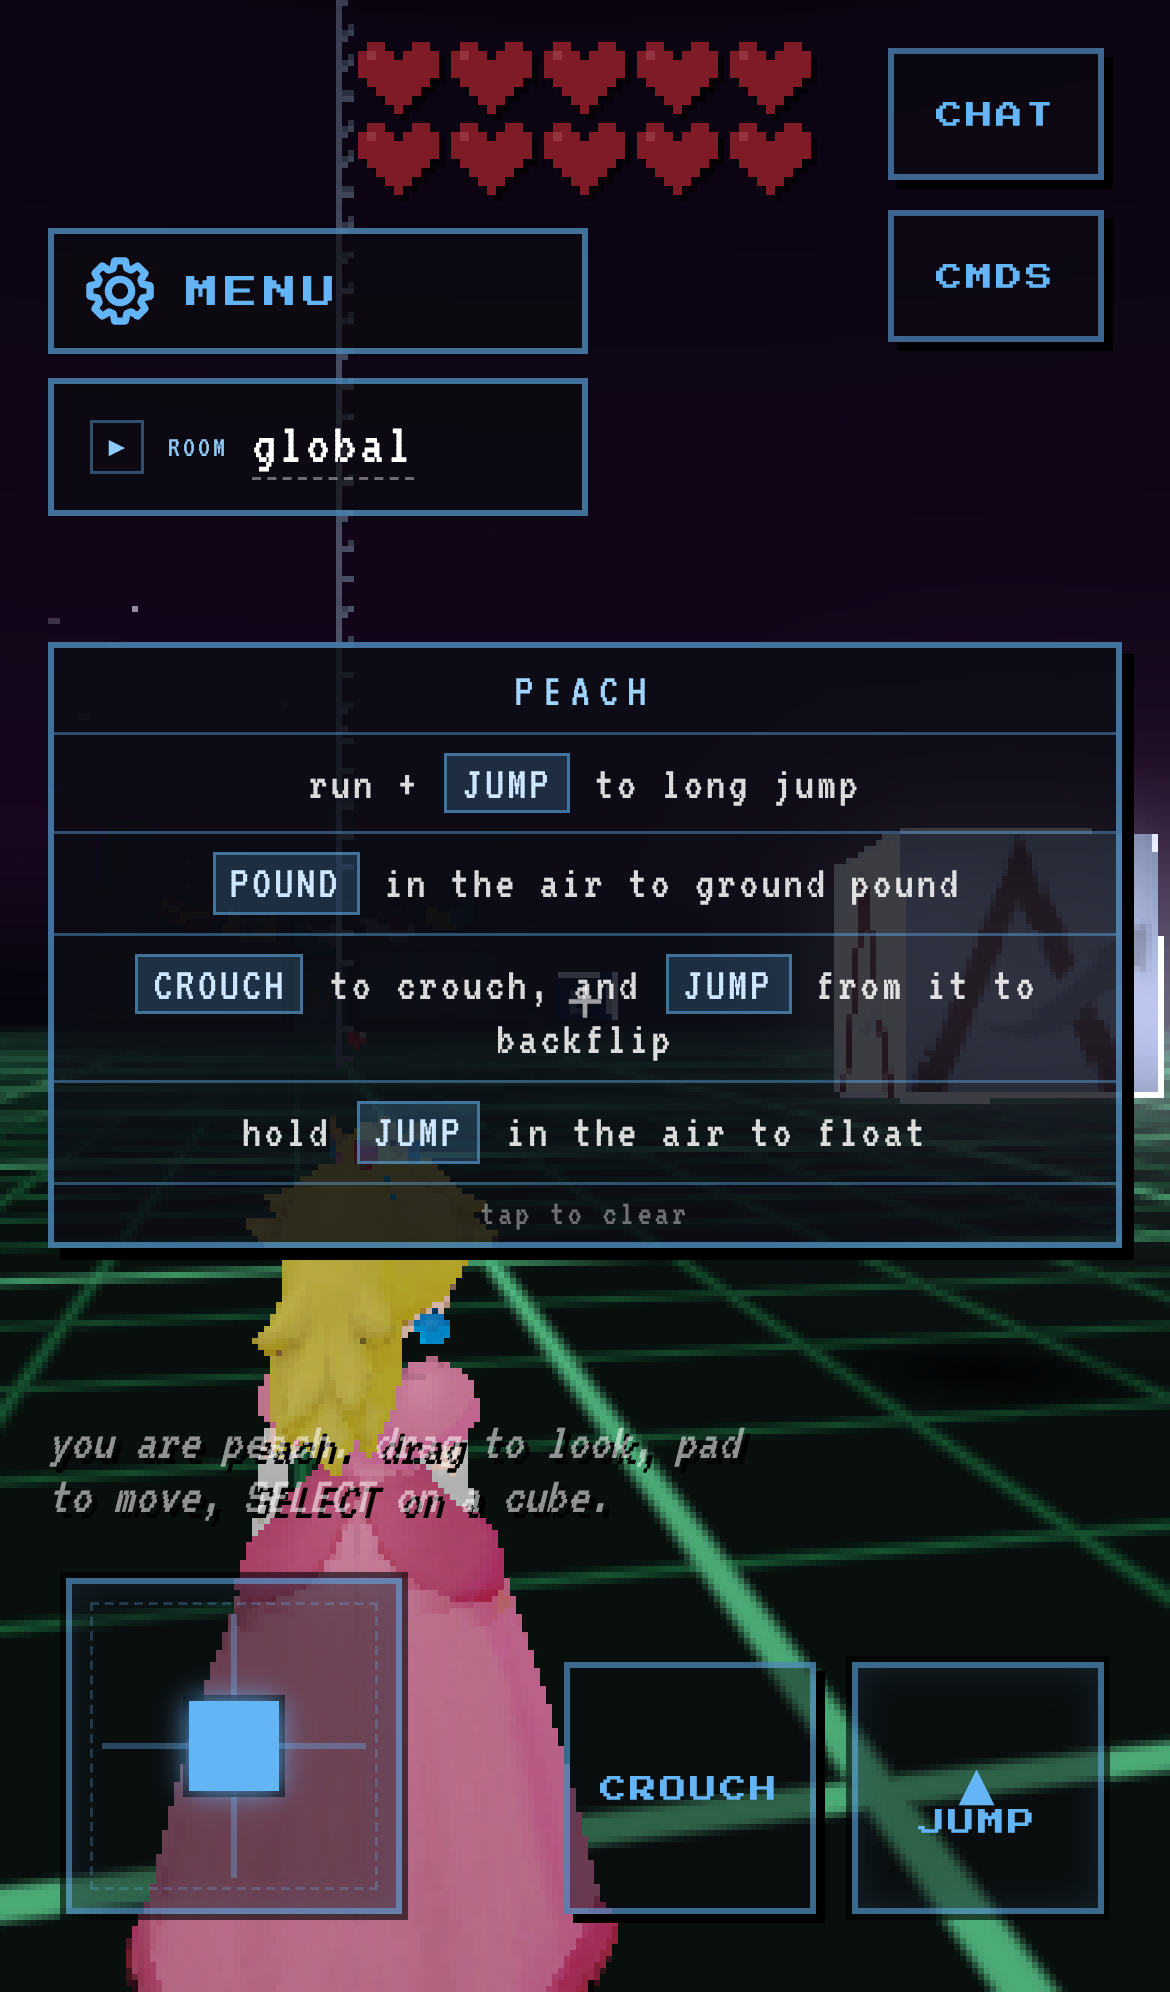 CHAT
CMDS
MENU
ROOM global
PEACH
run + JUMP to long jump
POUND in the air to ground pound
CROUCH to crouch, and JUMP from it to
backflip
hold JUMP in the air to float
tap to clear
you are peach. drag to look, pad
to move, SELECT on a cube.
CROUCH
JUMP